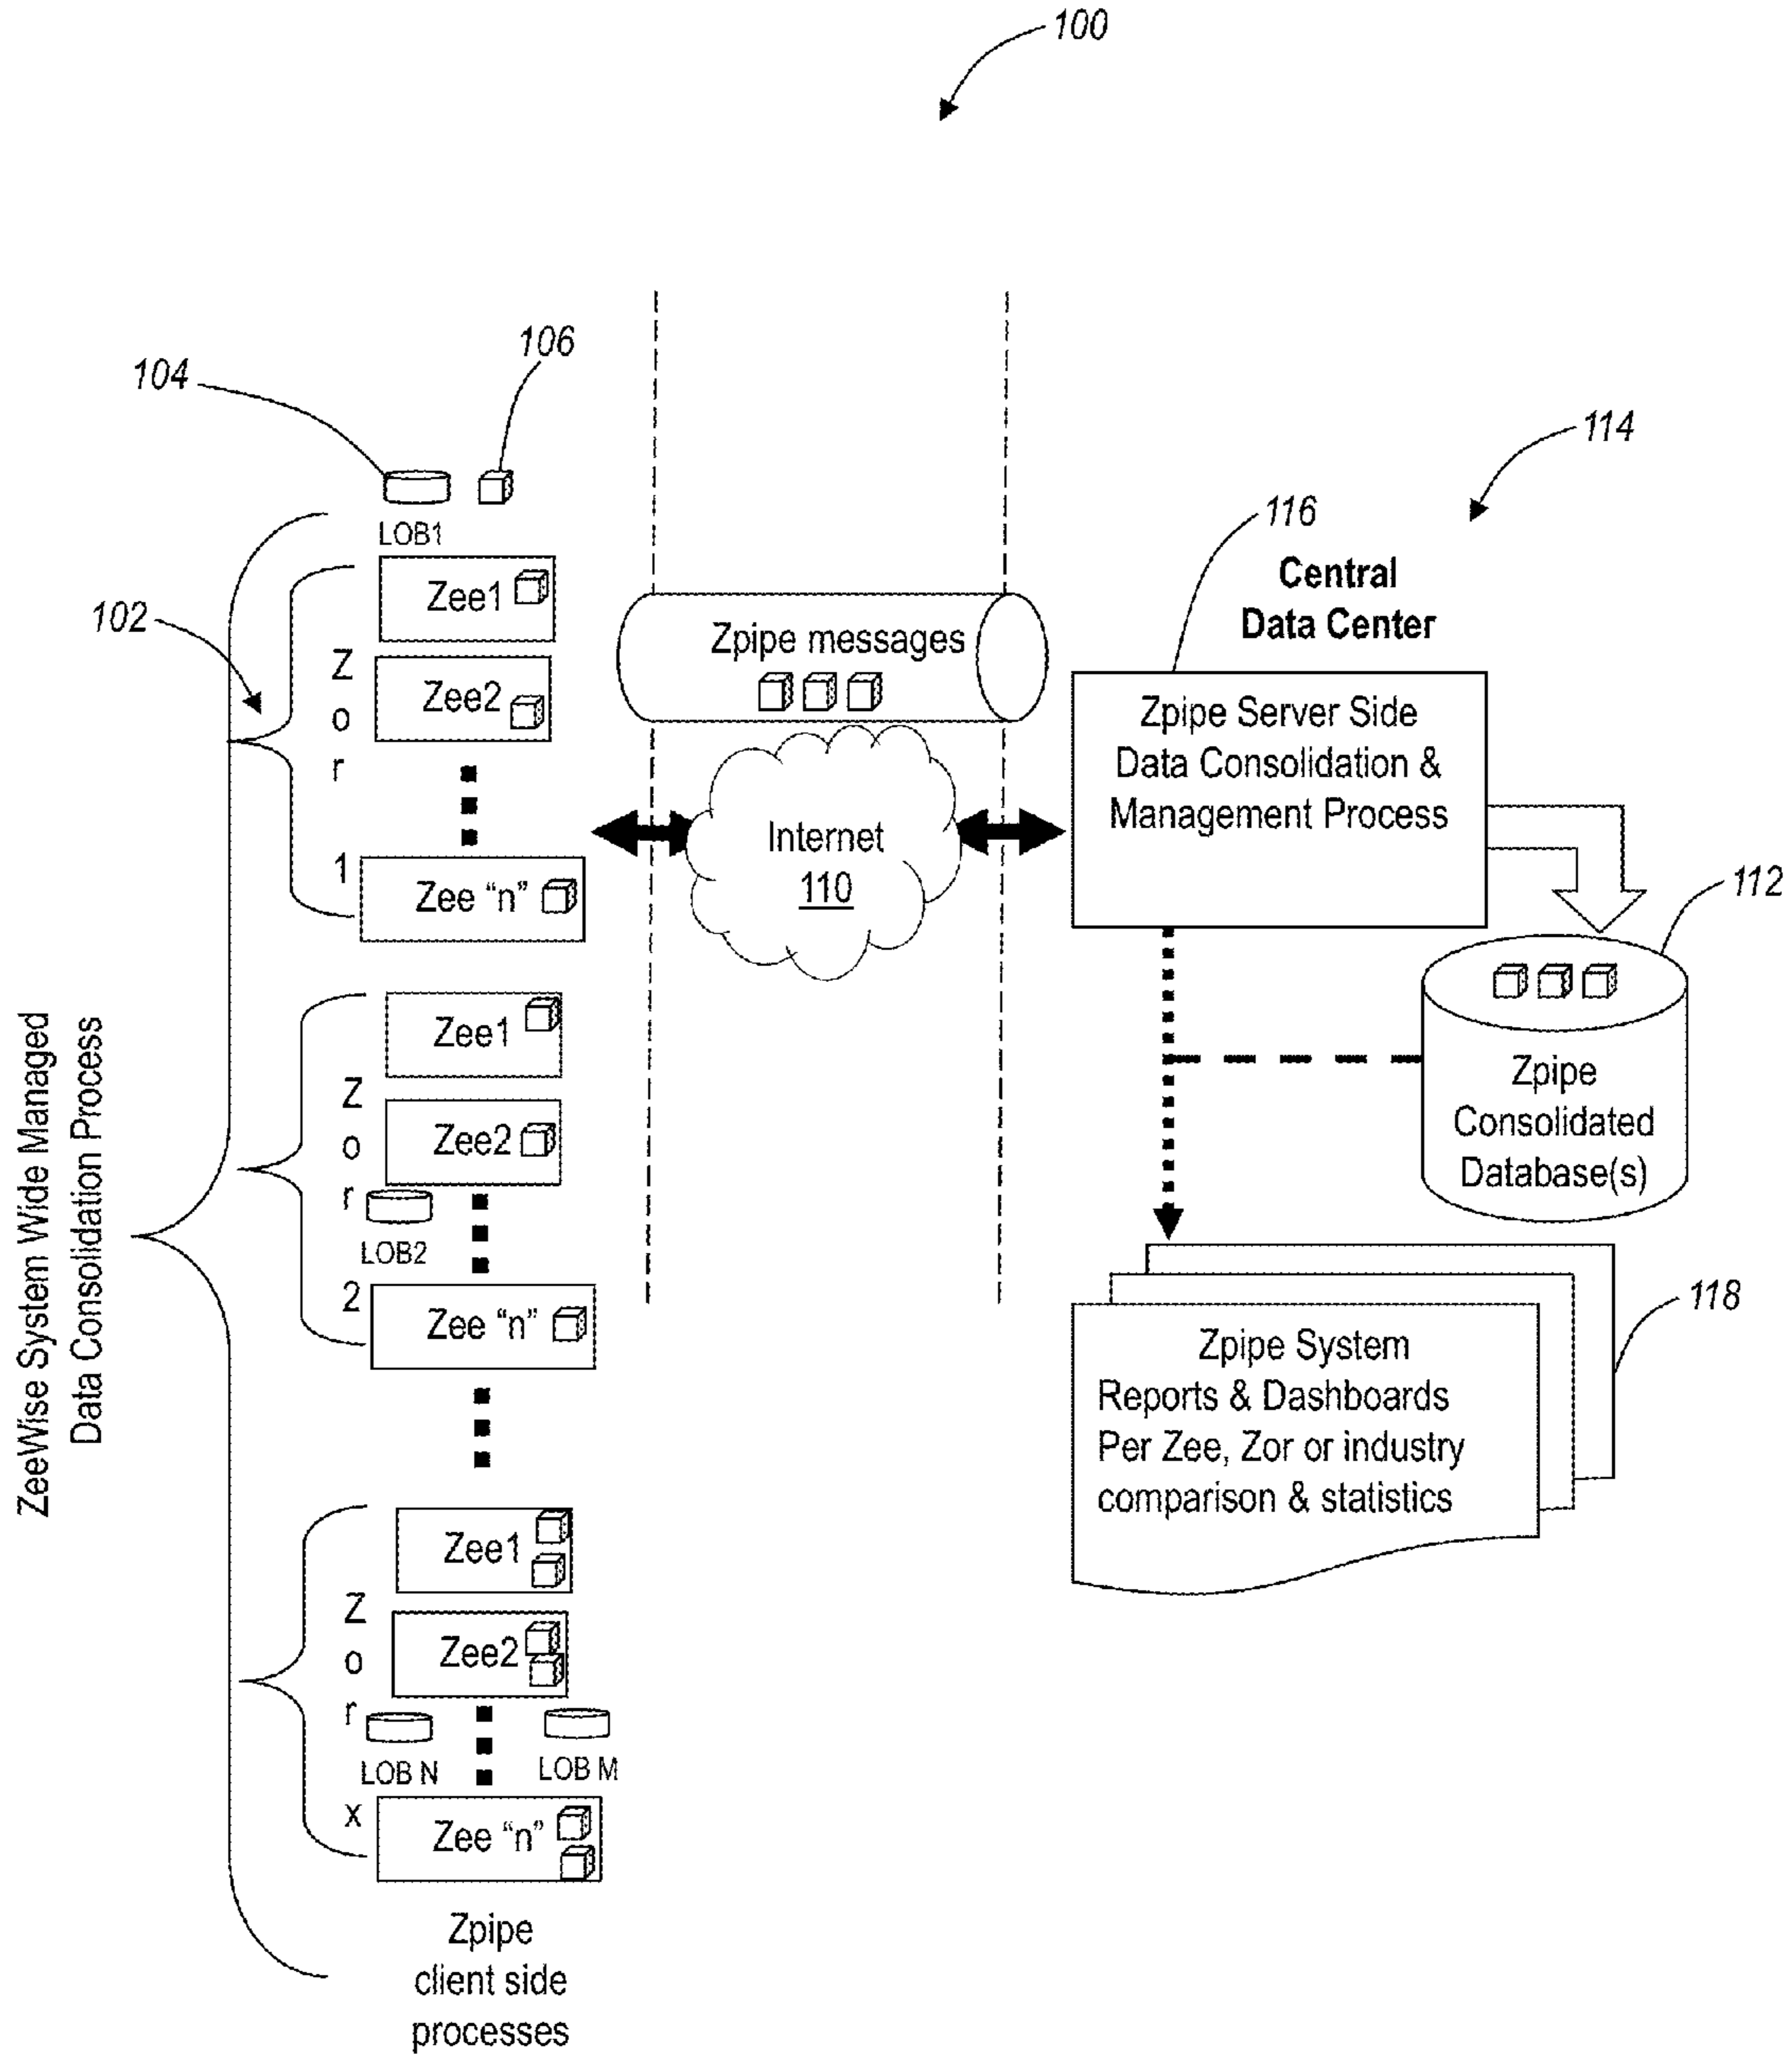 100
106
104
114
LOB1
116
Central
Data Center
102
Zee1
Zee2
Zee “n”
Zor 1
Zpipe messages
Internet
110
Zpipe Server Side
Data Consolidation &
Management Process
112
Zpipe
Consolidated
Database(s)
ZeeWise System Wide Managed
Data Consolidation Process
Zee1
Zee2
LOB2
Zee “n”
Zor 2
118
Zpipe System
Reports & Dashboards
Per Zee, Zor or industry
comparison & statistics
Zee1
Zee2
LOB N
LOB M
Zee “n”
Zor x
Zpipe
client side
processes